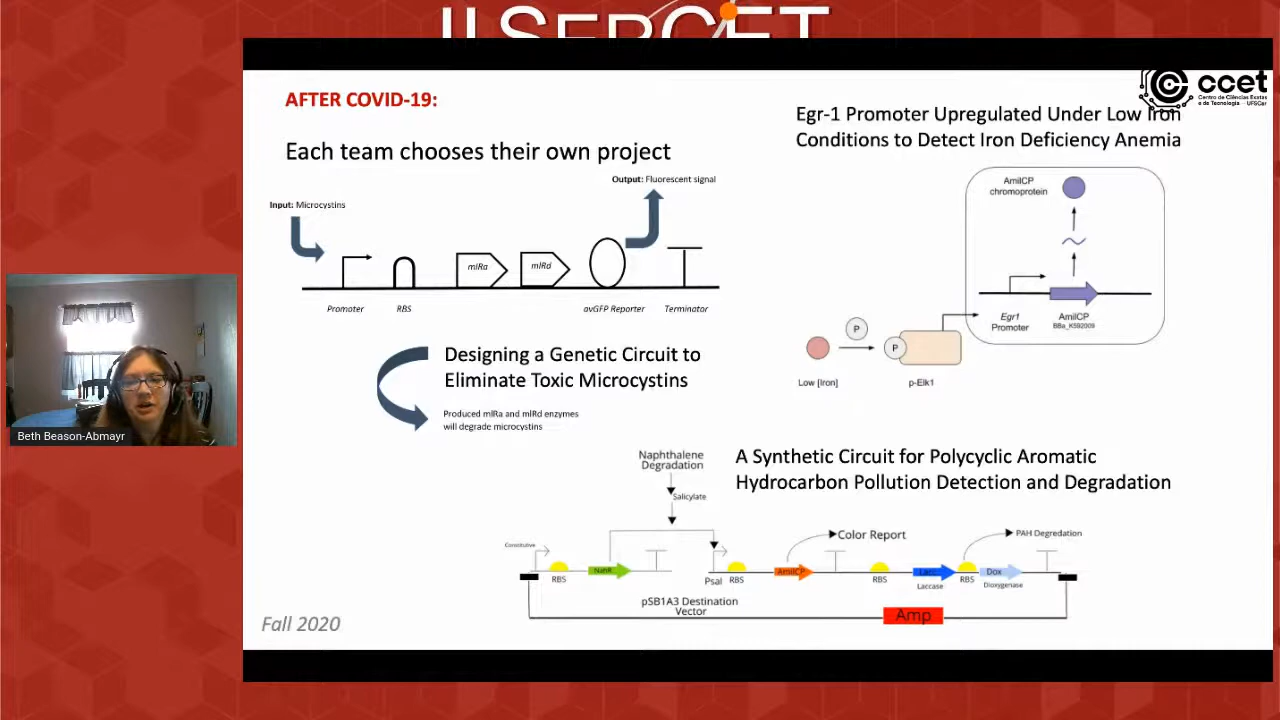 ccet
Centro de Ciências Exatas
e de Tecnologia - UFSCar
AFTER COVID-19:
Each team chooses their own project
Output: Fluorescent signal
Input: Microcystins
mlRa
mlRd
Promoter
RBS
avGFP Reporter
Terminator
Designing a Genetic Circuit to
Eliminate Toxic Microcystins
Produced mlRa and mlRd enzymes
will degrade microcystins
Egr-1 Promoter Upregulated Under Low Iron
Conditions to Detect Iron Deficiency Anemia
AmilCP
chromoprotein
Egr1
Promoter
AmilCP
BBa_K592009
P
P
Low [Iron]
p-Elk1
A Synthetic Circuit for Polycyclic Aromatic
Hydrocarbon Pollution Detection and Degradation
Naphthalene
Degradation
Salicylate
Color Report
PAH Degredation
Constitutive
RBS
NahR
Psal
RBS
AmilCP
RBS
Laccase
RBS
Dox
Dioxygenase
pSB1A3 Destination
Vector
Amp
Fall 2020
Beth Beason-Abmayr